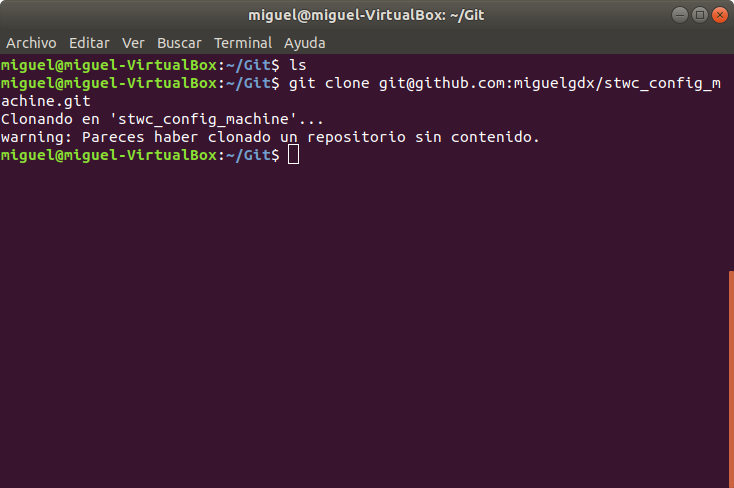 miguel@miguel-VirtualBox: ~/Git
Archivo Editar Ver Buscar Terminal Ayuda
miguel@miguel-VirtualBox:~/Git$ ls
miguel@miguel-VirtualBox:~/Git$ git clone git@github.com:miguelgdx/stwc_config_m
achine.git
Clonando en 'stwc_config_machine'...
warning: Pareces haber clonado un repositorio sin contenido.
miguel@miguel-VirtualBox:~/Git$